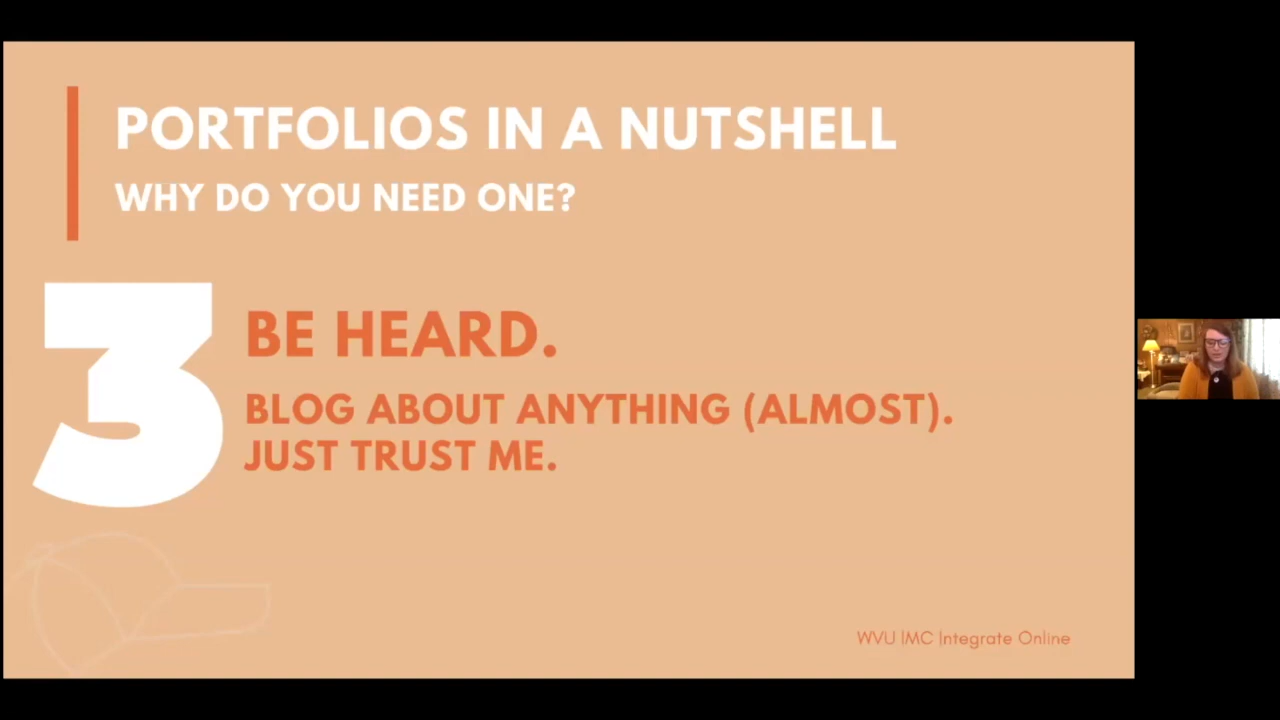 PORTFOLIOS IN A NUTSHELL
WHY DO YOU NEED ONE?
3
BE HEARD.
BLOG ABOUT ANYTHING (ALMOST).
JUST TRUST ME.
WVU IMC Integrate Online